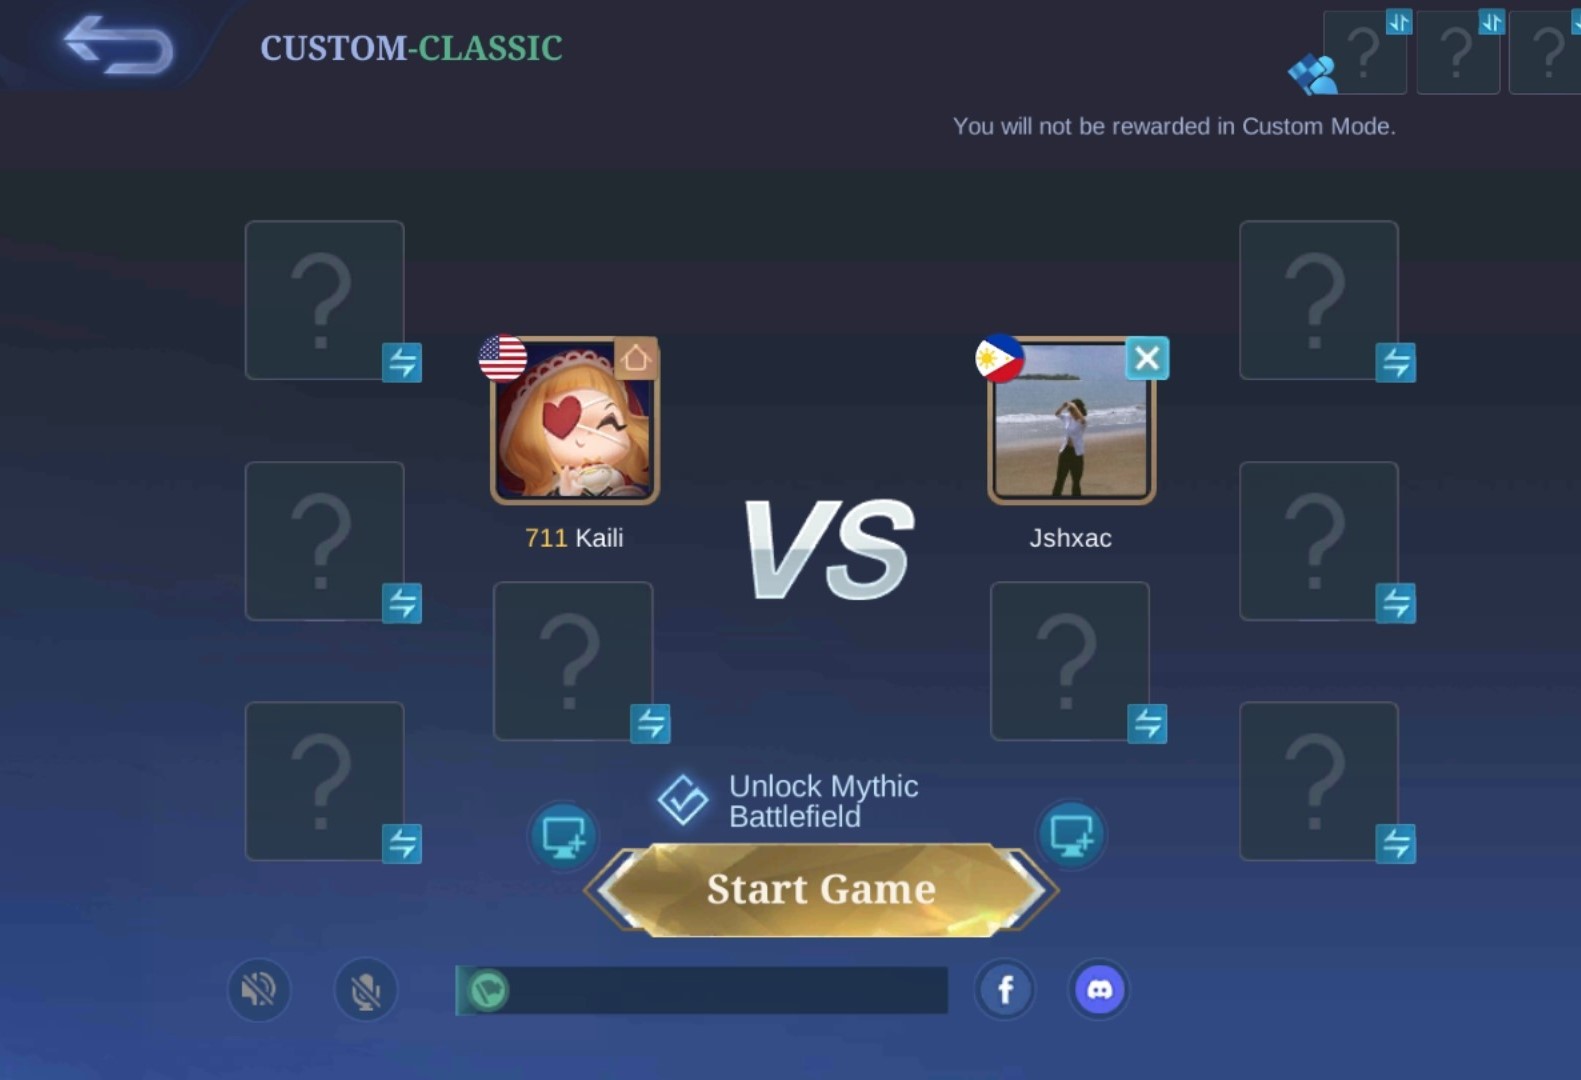 CUSTOM-CLASSIC
You will not be rewarded in Custom Mode.
711 Kaili
VS
Jshxac
Unlock Mythic
Battlefield
Start Game